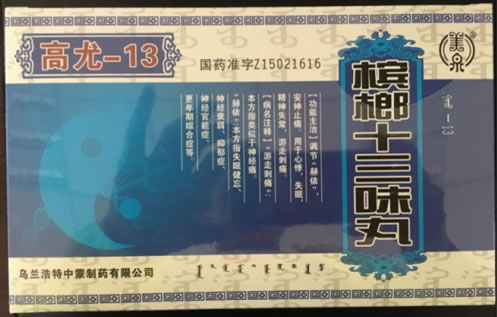 高尤-13
国药准字Z15021616
槟榔十三味丸
【功能主治】调节“赫依”,
安神止痛。用于心悸、失眠、
精神失常、游走刺痛。
【病名注释】“游走刺痛”:
本方指类似于神经痛
“赫依”:本方指失眠健忘、
神经衰弱、抑郁症、
神经官能症、
更年期综合症等。
乌兰浩特中蒙制药有限公司